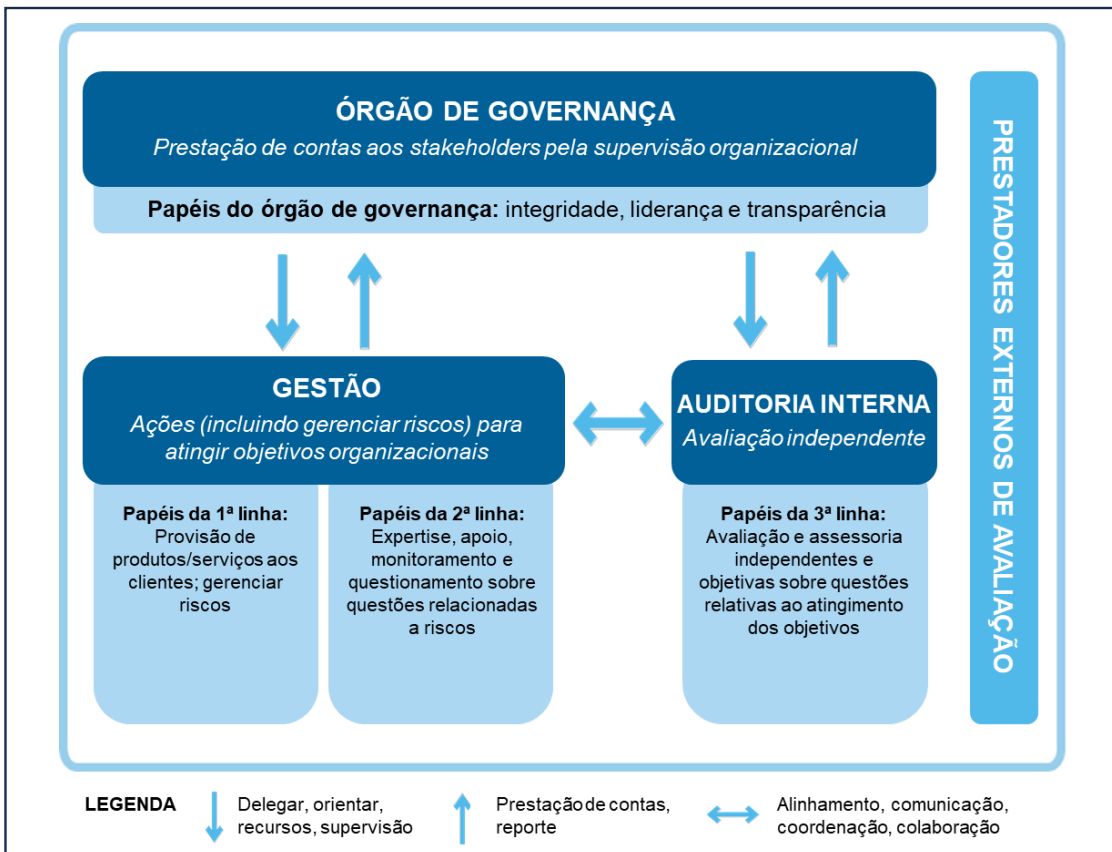 ÓRGÃO DE GOVERNANÇA
Prestação de contas aos stakeholders pela supervisão organizacional
Papéis do órgão de governança: integridade, liderança e transparência
GESTÃO
Ações (incluindo gerenciar riscos) para
atingir objetivos organizacionais
AUDITORIA INTERNA
Avaliação independente
Papéis da 1ª linha:
Provisão de
produtos/serviços aos
clientes; gerenciar
riscos
Papéis da 2ª linha:
Expertise, apoio,
monitoramento e
questionamento sobre
questões relacionadas
a riscos
Papéis da 3ª linha:
Avaliação e assessoria
independentes e
objetivas sobre questões
relativas ao atingimento
dos objetivos
PRESTADORES EXTERNOS DE AVALIAÇÃO
LEGENDA
Delegar, orientar,
recursos, supervisão
Prestação de contas,
reporte
Alinhamento, comunicação,
coordenação, colaboração